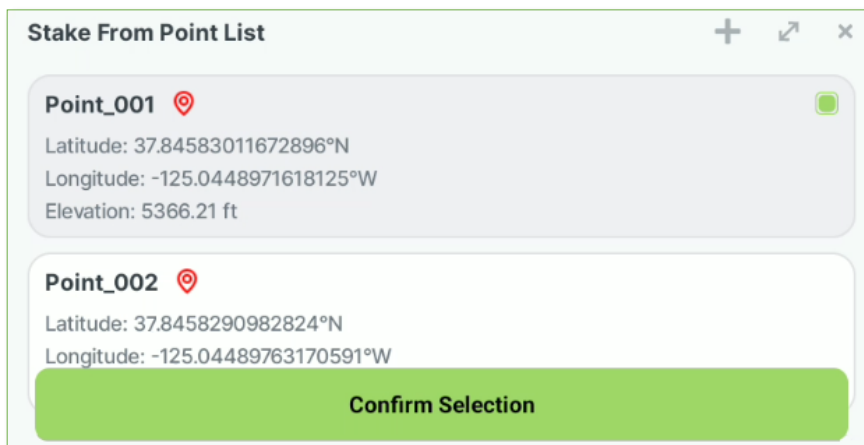 Stake From Point List
Point_001
Latitude: 37.84583011672896°N
Longitude: -125.0448971618125°W
Elevation: 5366.21 ft
Point_002
Latitude: 37.8458290982824°N
Longitude: -125.04489763170591°W
Confirm Selection